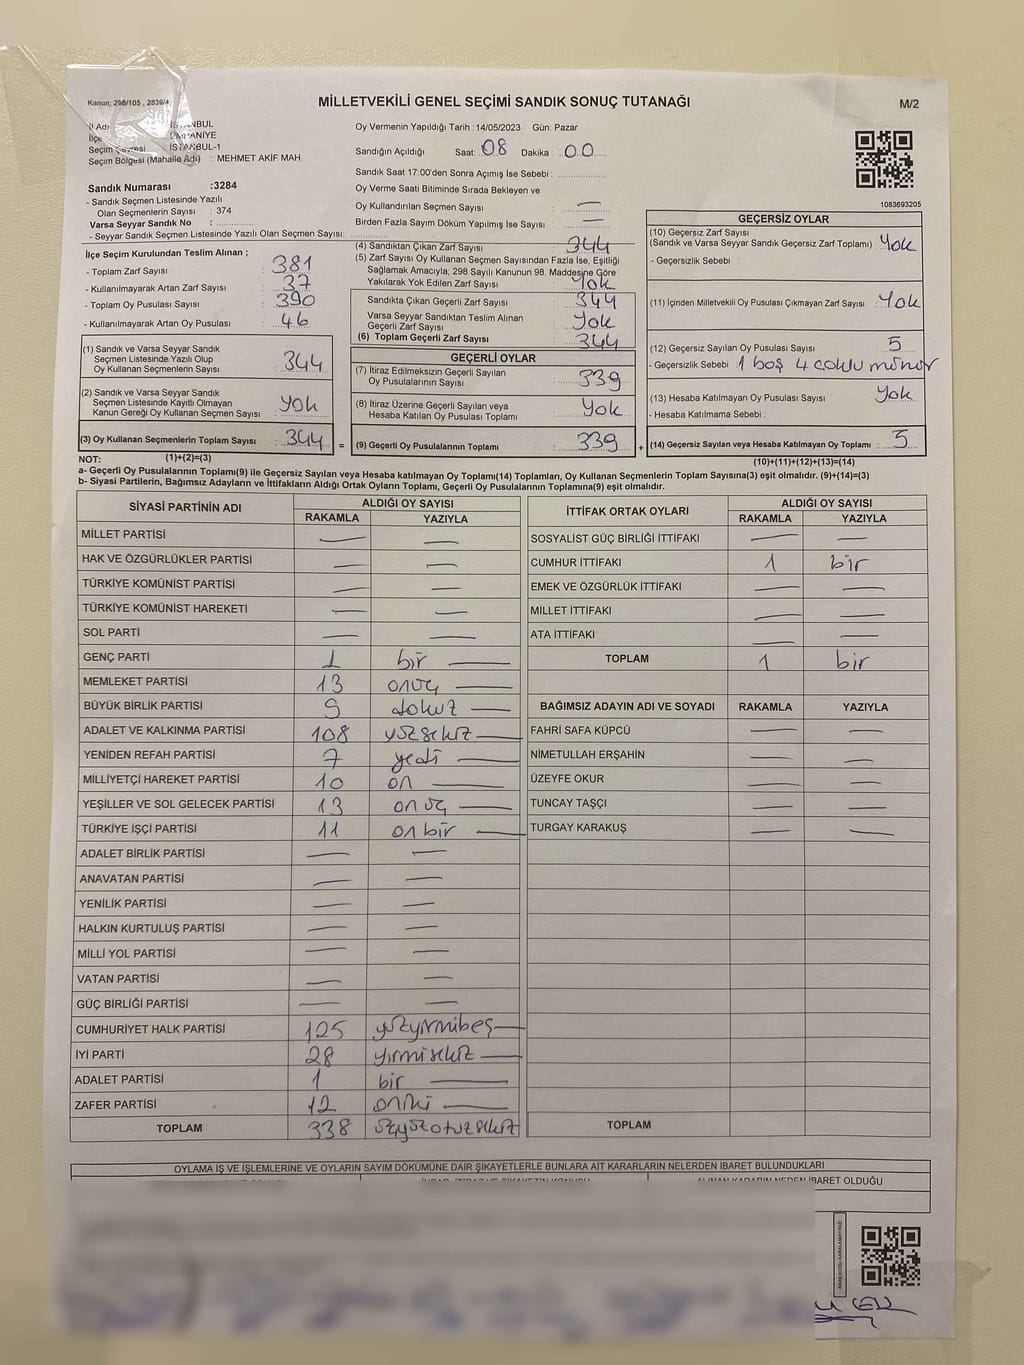 Kanun; 298/105 , 2839/4
MİLLETVEKİLİ GENEL SEÇİMİ SANDIK SONUÇ TUTANAĞI
M/2
İl Adı İSTANBUL
İlçe ÜMRANİYE
Seçim Çevresi İSTANBUL-1
Seçim Bölgesi (Mahalle Adı) : MEHMET AKİF MAH.
Oy Vermenin Yapıldığı Tarih : 14/05/2023 Gün: Pazar
Sandığın Açıldığı Saat: 08 Dakika : 00
Sandık Saat 17:00'den Sonra Açımış İse Sebebi :
Oy Verme Saati Bitiminde Sırada Bekleyen ve
Oy Kullandırılan Seçmen Sayısı : —
Birden Fazla Sayım Döküm Yapılmış İse Sayısı : —
1083693205
Sandık Numarası :3284
- Sandık Seçmen Listesinde Yazılı
Olan Seçmenlerin Sayısı : 374
Varsa Seyyar Sandık No :
- Seyyar Sandık Seçmen Listesinde Yazılı Olan Seçmen Sayısı:
İlçe Seçim Kurulundan Teslim Alınan ;
- Toplam Zarf Sayısı : 381
- Kullanılmayarak Artan Zarf Sayısı : 37
- Toplam Oy Pusulası Sayısı : 390
- Kullanılmayarak Artan Oy Pusulası : 46
(1) Sandık ve Varsa Seyyar Sandık
Seçmen Listesinde Yazılı Olup
Oy Kullanan Seçmenlerin Sayısı : 344
(2) Sandık ve Varsa Seyyar Sandık
Seçmen Listesinde Kayıtlı Olmayan
Kanun Gereği Oy Kullanan Seçmen Sayısı : Yok
(3) Oy Kullanan Seçmenlerin Toplam Sayısı : 344 =
(4) Sandıktan Çıkan Zarf Sayısı : 344
(5) Zarf Sayısı Oy Kullanan Seçmen Sayısından Fazla İse, Eşitliği
Sağlamak Amacıyla; 298 Sayılı Kanunun 98. Maddesine Göre
Yakılarak Yok Edilen Zarf Sayısı : Yok
Sandıkta Çıkan Geçerli Zarf Sayısı : 344
Varsa Seyyar Sandıktan Teslim Alınan
Geçerli Zarf Sayısı : Yok
(6) Toplam Geçerli Zarf Sayısı : 344
GEÇERLİ OYLAR
(7) İtiraz Edilmeksizin Geçerli Sayılan
Oy Pusulalarının Sayısı : 339
(8) İtiraz Üzerine Geçerli Sayılan veya
Hesaba Katılan Oy Pusulası Toplamı : Yok
(9) Geçerli Oy Pusulalarının Toplamı : 339 +
GEÇERSİZ OYLAR
(10) Geçersiz Zarf Sayısı
(Sandık ve Varsa Seyyar Sandık Geçersiz Zarf Toplamı) : Yok
- Geçersizlik Sebebi :
(11) İçinden Milletvekili Oy Pusulası Çıkmayan Zarf Sayısı : Yok
(12) Geçersiz Sayılan Oy Pusulası Sayısı : 5
- Geçersizlik Sebebi : 1 boş 4 coklu mühür
(13) Hesaba Katılmayan Oy Pusulası Sayısı : Yok
- Hesaba Katılmama Sebebi :
(14) Geçersiz Sayılan veya Hesaba Katılmayan Oy Toplamı : 5
NOT: (1)+(2)=(3)
(10)+(11)+(12)+(13)=(14)
a- Geçerli Oy Pusulalarının Toplamı(9) ile Geçersiz Sayılan veya Hesaba katılmayan Oy Toplamı(14) Toplamları, Oy Kullanan Seçmenlerin Toplam Sayısına(3) eşit olmalıdır. (9)+(14)=(3)
b- Siyasi Partilerin, Bağımsız Adayların ve İttifakların Aldığı Ortak Oyların Toplamı, Geçerli Oy Pusulalarının Toplamına(9) eşit olmalıdır.
SİYASİ PARTİNİN ADI ALDIĞI OY SAYISI
RAKAMLA YAZIYLA
MİLLET PARTİSİ — —
HAK VE ÖZGÜRLÜKLER PARTİSİ — —
TÜRKİYE KOMÜNİST PARTİSİ — —
TÜRKİYE KOMÜNİST HAREKETİ — —
SOL PARTİ — —
GENÇ PARTİ 1 bir —
MEMLEKET PARTİSİ 13 onüç —
BÜYÜK BİRLİK PARTİSİ 9 dokuz —
ADALET VE KALKINMA PARTİSİ 108 yüzsekiz —
YENİDEN REFAH PARTİSİ 7 yedi —
MİLLİYETÇİ HAREKET PARTİSİ 10 on —
YEŞİLLER VE SOL GELECEK PARTİSİ 13 on üç —
TÜRKİYE İŞÇİ PARTİSİ 11 on bir —
ADALET BİRLİK PARTİSİ — —
ANAVATAN PARTİSİ — —
YENİLİK PARTİSİ — —
HALKIN KURTULUŞ PARTİSİ — —
MİLLİ YOL PARTİSİ — —
VATAN PARTİSİ — —
GÜÇ BİRLİĞİ PARTİSİ — —
CUMHURİYET HALK PARTİSİ 125 yüzyirmibeş —
İYİ PARTİ 28 yirmisekiz —
ADALET PARTİSİ 1 bir —
ZAFER PARTİSİ 12 oniki —
TOPLAM 338 üçyüzotuzsekiz
İTTİFAK ORTAK OYLARI ALDIĞI OY SAYISI
RAKAMLA YAZIYLA
SOSYALİST GÜÇ BİRLİĞİ İTTİFAKI — —
CUMHUR İTTİFAKI 1 bir
EMEK VE ÖZGÜRLÜK İTTİFAKI — —
MİLLET İTTİFAKI — —
ATA İTTİFAKI — —
TOPLAM 1 bir
BAĞIMSIZ ADAYIN ADI VE SOYADI RAKAMLA YAZIYLA
FAHRİ SAFA KÜPCÜ — —
NİMETULLAH ERŞAHİN — —
ÜZEYFE OKUR — —
TUNCAY TAŞÇI — —
TURGAY KARAKUŞ — —
TOPLAM
OYLAMA İŞ VE İŞLEMLERİNE VE OYLARIN SAYIM DÖKÜMÜNE DAİR ŞİKAYETLERLE BUNLARA AİT KARARLARIN NELERDEN İBARET BULUNDUKLARI
ALINAN KARARIN NEDEN İBARET OLDUĞU